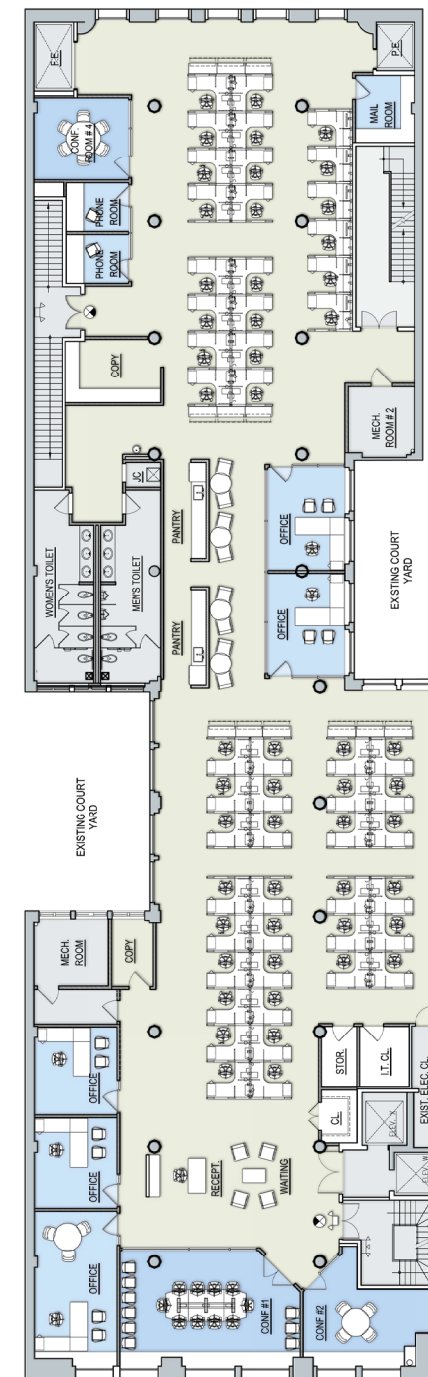 F.E.
P.E.
CONF.
ROOM # 4
MAIL
ROOM
PHONE
ROOM
PHONE
ROOM
COPY
MECH.
ROOM # 2
JC
PANTRY
OFFICE
WOMEN'S TOILET
MEN'S TOILET
EXISTING COURT
YARD
PANTRY
OFFICE
EXISTING COURT
YARD
MECH.
ROOM
COPY
OFFICE
STOR.
I.T. CL.
EXIST. ELEC. CL.
CL.
OFFICE
RECEPT.
WAITING
OFFICE
CONF #1
CONF #2